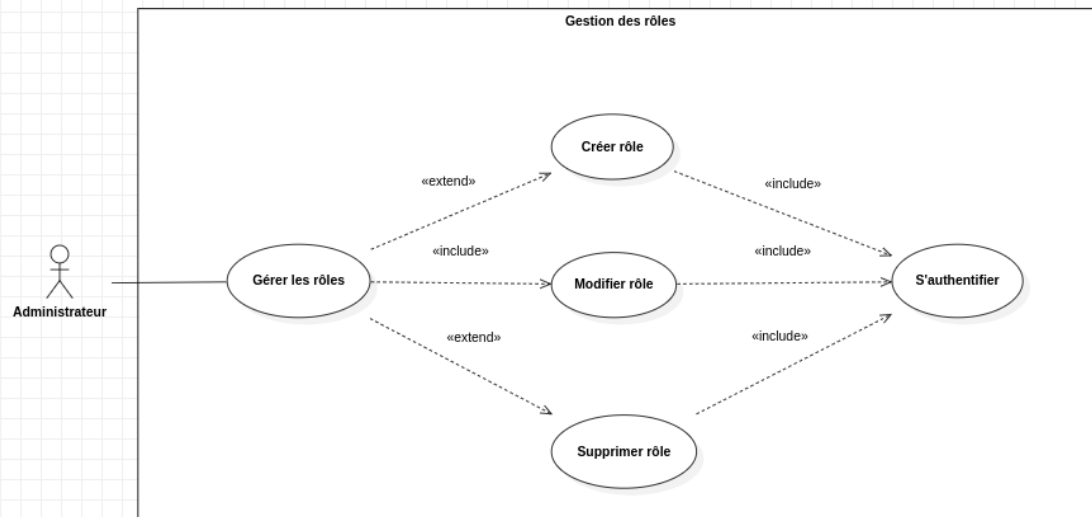 Gestion des rôles
Créer rôle
«extend»
«include»
«include»
«include»
Administrateur
Gérer les rôles
Modifier rôle
S'authentifier
«extend»
«include»
Supprimer rôle